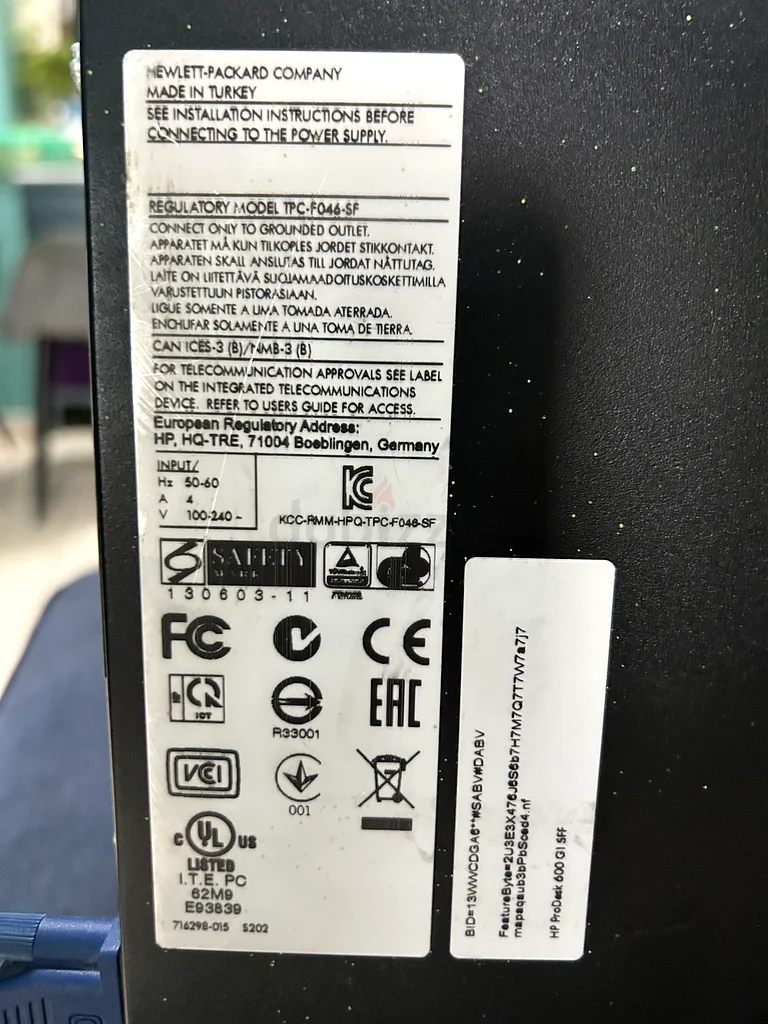 HEWLETT-PACKARD COMPANY
MADE IN TURKEY
SEE INSTALLATION INSTRUCTIONS BEFORE
CONNECTING TO THE POWER SUPPLY.
REGULATORY MODEL TPC-F046-SF
CONNECT ONLY TO GROUNDED OUTLET.
APPARATET MÅ KUN TILKOPLES JORDET STIKKONTAKT.
APPARATEN SKALL ANSLUTAS TILL JORDAT NÄTTUTAG.
LAITE ON LIITETTÄVÄ SUOJAMAADOITUSKOSKETTIMILLA
VARUSTETTUUN PISTORASIAAN.
LIGUE SOMENTE A UMA TOMADA ATERRADA.
ENCHUFAR SOLAMENTE A UNA TOMA DE TIERRA.
CAN ICES-3 (B)/NMB-3 (B)
FOR TELECOMMUNICATION APPROVALS SEE LABEL
ON THE INTEGRATED TELECOMMUNICATIONS
DEVICE. REFER TO USERS GUIDE FOR ACCESS.
European Regulatory Address:
HP, HQ-TRE, 71004 Boeblingen, Germany
INPUT/
Hz 50-60
A 4
V 100-240 ~
KC
KCC-RMM-HPQ-TPC-F046-SF
SAFETY
MARK
130603-11
FC CE
IQT
R33001
EAC
VCI
001
c UL US
LISTED
I.T.E. PC
62M9
E93839
716298-015 S202
BID=13WWCDGA6**#SABV#DABV
FeatureByte=2U3E3X476J6S6b7H7M7Q7T7W7a7j7
mapaqaub3bPbSced4.nf
HP ProDesk 600 G1 SFF